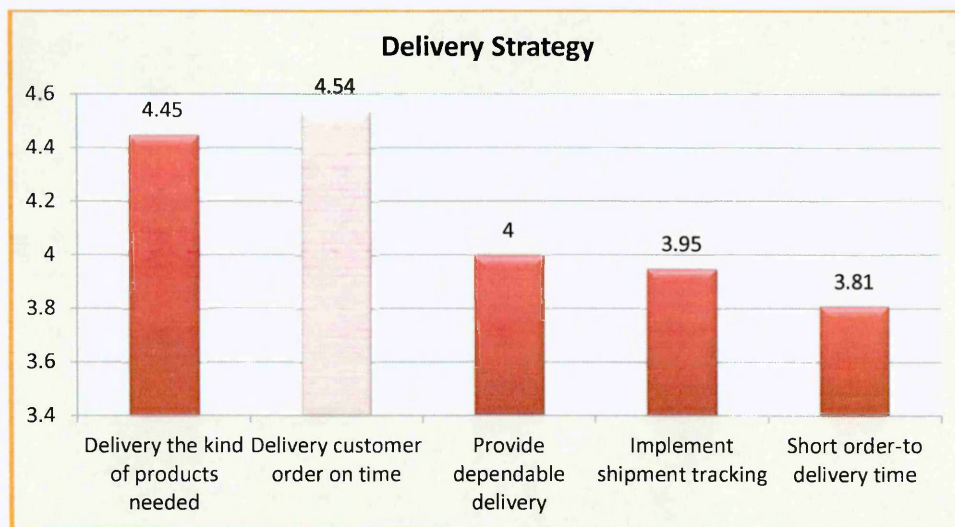 Delivery Strategy
4.6
4.4
4.2
4
3.8
3.6
3.4
4.45
4.54
4
3.95
3.81
Delivery the kind
of products
needed
Delivery customer
order on time
Provide
dependable
delivery
Implement
shipment tracking
Short order-to
delivery time